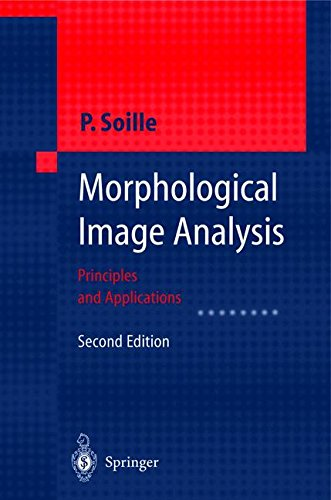 P. Soille
Morphological
Image Analysis
Principles
and Applications
Second Edition
Springer